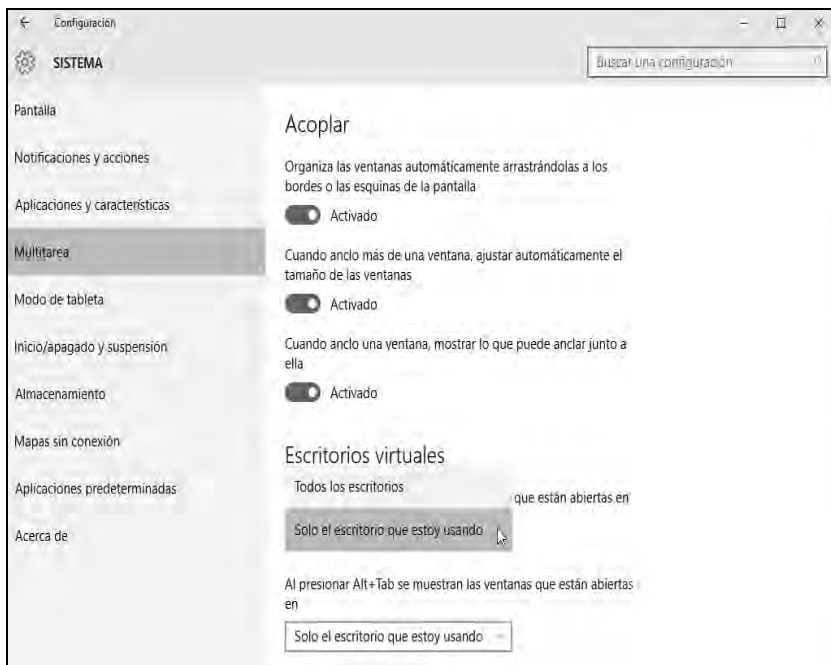 Configuración
SISTEMA
Buscar una configuración
Pantalla
Notificaciones y acciones
Aplicaciones y características
Multitarea
Modo de tableta
Inicio/apagado y suspensión
Almacenamiento
Mapas sin conexión
Aplicaciones predeterminadas
Acerca de
Acoplar
Organiza las ventanas automáticamente arrastrándolas a los
bordes o las esquinas de la pantalla
Activado
Cuando anclo más de una ventana, ajustar automáticamente el
tamaño de las ventanas
Activado
Cuando anclo una ventana, mostrar lo que puede anclar junto a
ella
Activado
Escritorios virtuales
Todos los escritorios
que están abiertas en
Solo el escritorio que estoy usando
Al presionar Alt+Tab se muestran las ventanas que están abiertas
en
Solo el escritorio que estoy usando